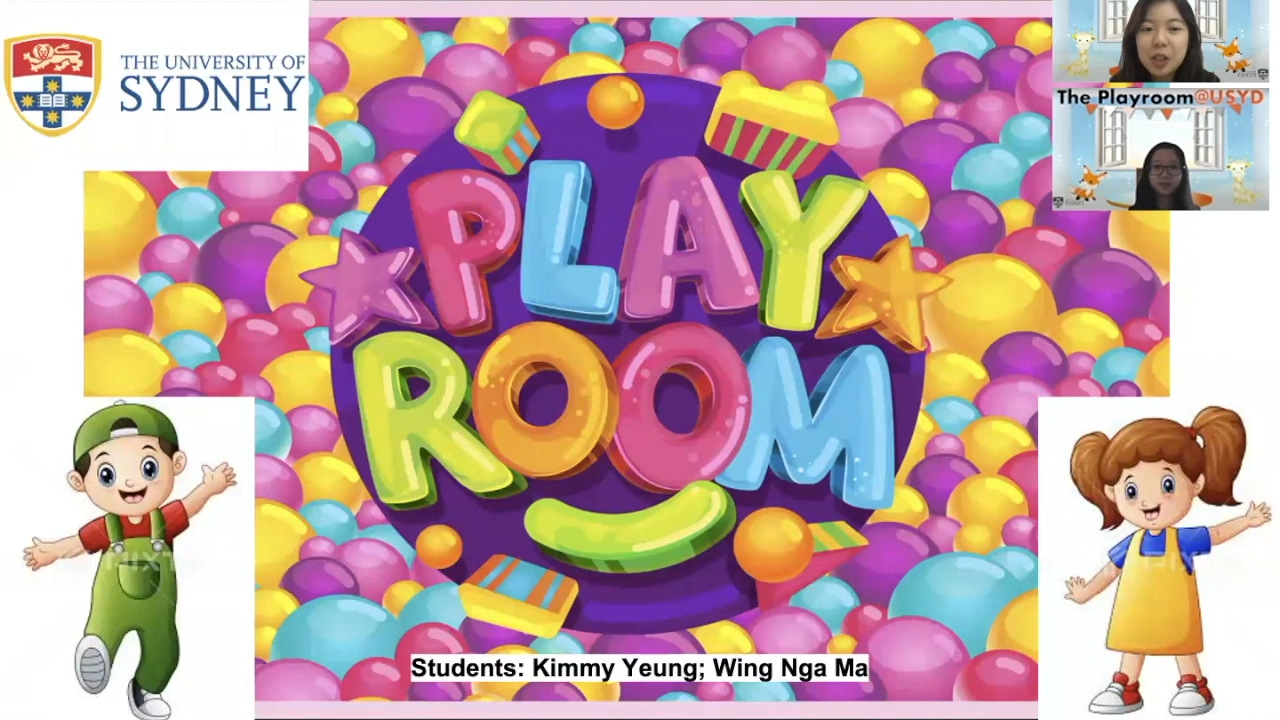 THE UNIVERSITY OF
SYDNEY
The Playroom@USYD
PLAY
ROOM
Students: Kimmy Yeung; Wing Nga Ma